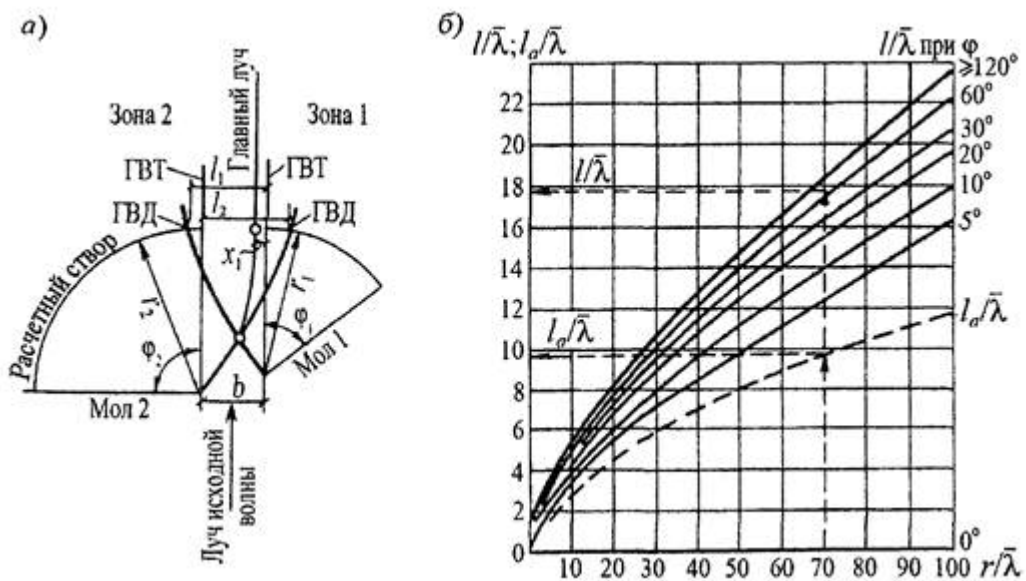 а)
Зона 2
Главный луч
Зона 1
ГВТ
l₁
ГВТ
ГВД
l₂
ГВД
Расчетный створ
x₁
r₂
r₁
φ₂
φ₁
Мол 1
Мол 2
b
Луч исходной
волны
б)
l/λ̄; lₐ/λ̄
l/λ̄ при φ
≥120°
60°
30°
20°
10°
5°
lₐ/λ̄
0°
22
20
18
16
14
12
10
8
6
4
2
0
l/λ̄
lₐ/λ̄
10 20 30 40 50 60 70 80 90 100 r/λ̄